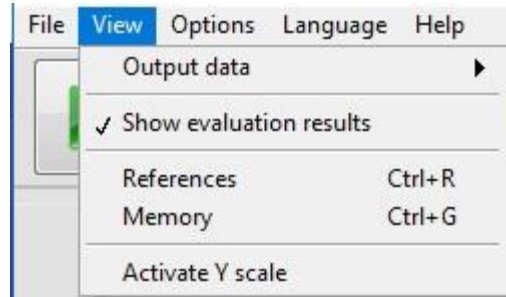 File View Options Language Help
Output data
Show evaluation results
References Ctrl+R
Memory Ctrl+G
Activate Y scale